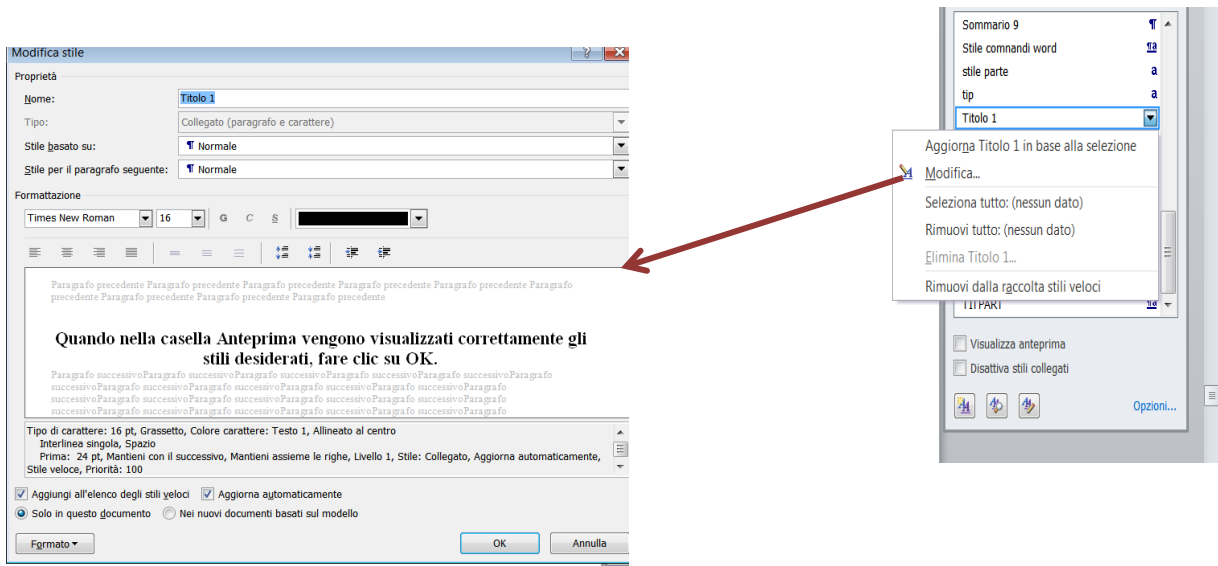 Modifica stile
Proprietà
Nome:
Titolo 1
Tipo:
Collegato (paragrafo e carattere)
Stile basato su:
¶ Normale
Stile per il paragrafo seguente:
¶ Normale
Formattazione
Times New Roman
16
G C S
Paragrafo precedente Paragrafo precedente Paragrafo precedente Paragrafo precedente Paragrafo precedente Paragrafo
precedente Paragrafo precedente Paragrafo precedente Paragrafo precedente
Quando nella casella Anteprima vengono visualizzati correttamente gli
stili desiderati, fare clic su OK.
Paragrafo successivoParagrafo successivoParagrafo successivoParagrafo successivoParagrafo successivoParagrafo
successivoParagrafo successivoParagrafo successivoParagrafo successivoParagrafo
successivoParagrafo successivoParagrafo successivoParagrafo successivoParagrafo
successivoParagrafo successivoParagrafo successivoParagrafo successivoParagrafo
Tipo di carattere: 16 pt, Grassetto, Colore carattere: Testo 1, Allineato al centro
Interlinea singola, Spazio
Prima: 24 pt, Mantieni con il successivo, Mantieni assieme le righe, Livello 1, Stile: Collegato, Aggiorna automaticamente,
Stile veloce, Priorità: 100
Aggiungi all'elenco degli stili veloci
Aggiorna automaticamente
Solo in questo documento
Nei nuovi documenti basati sul modello
Formato
OK
Annulla
Sommario 9 ¶
Stile comnandi word ¶a
stile parte a
tip a
Titolo 1
Aggiorna Titolo 1 in base alla selezione
Modifica...
Seleziona tutto: (nessun dato)
Rimuovi tutto: (nessun dato)
Elimina Titolo 1...
Rimuovi dalla raccolta stili veloci
TITPART ¶a
Visualizza anteprima
Disattiva stili collegati
Opzioni...